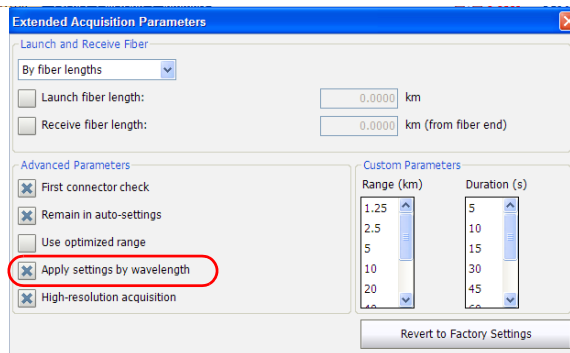 Extended Acquisition Parameters
Launch and Receive Fiber
By fiber lengths
Launch fiber length: 0.0000 km
Receive fiber length: 0.0000 km (from fiber end)
Advanced Parameters
First connector check
Remain in auto-settings
Use optimized range
Apply settings by wavelength
High-resolution acquisition
Custom Parameters
Range (km) Duration (s)
1.25 5
2.5 10
5 15
10 30
20 45
Revert to Factory Settings